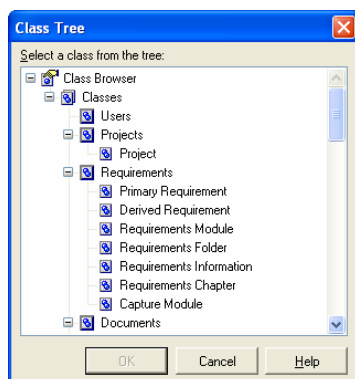 Class Tree
Select a class from the tree:
Class Browser
Classes
Users
Projects
Project
Requirements
Primary Requirement
Derived Requirement
Requirements Module
Requirements Folder
Requirements Information
Requirements Chapter
Capture Module
Documents
OK Cancel Help